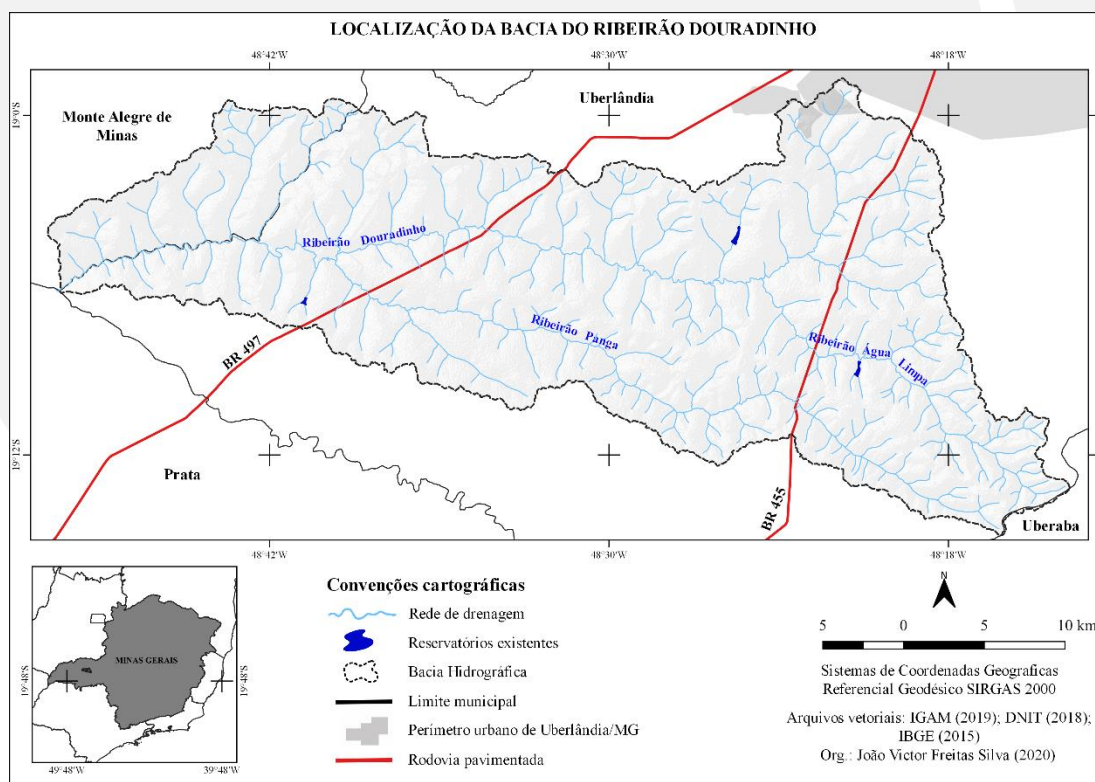 LOCALIZAÇÃO DA BACIA DO RIBEIRÃO DOURADINHO
48°42'W
48°30'W
48°18'W
19°0'S
19°12'S
Monte Alegre de
Minas
Uberlândia
Ribeirão Douradinho
Ribeirão Panga
Ribeirão Água Limpa
BR 497
BR 455
Prata
Uberaba
48°42'W
48°30'W
48°18'W
MINAS GERAIS
19°48'S
19°48'S
49°48'W
39°48'W
Convenções cartográficas
Rede de drenagem
Reservatórios existentes
Bacia Hidrográfica
Limite municipal
Perímetro urbano de Uberlândia/MG
Rodovia pavimentada
N
5 0 5 10 km
Sistemas de Coordenadas Geograficas
Referencial Geodésico SIRGAS 2000
Arquivos vetoriais: IGAM (2019); DNIT (2018);
IBGE (2015)
Org.: João Victor Freitas Silva (2020)